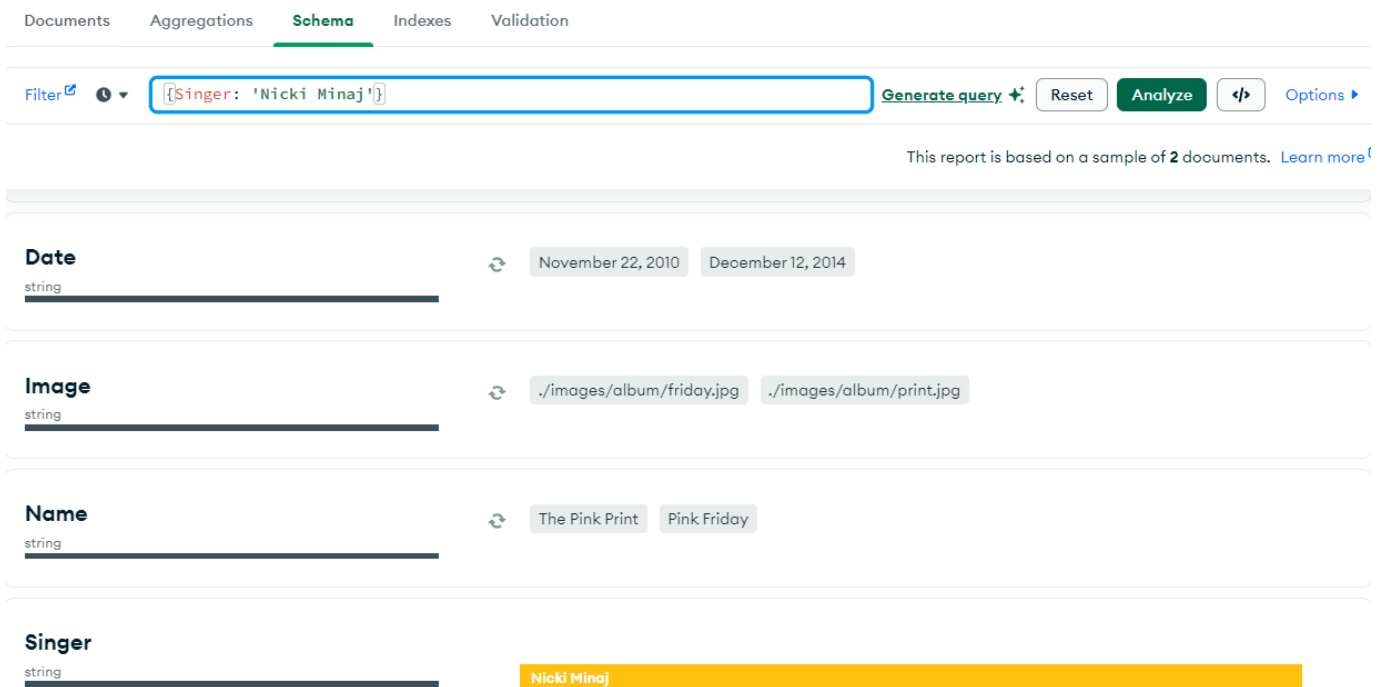 Documents Aggregations Schema Indexes Validation
Filter {Singer: 'Nicki Minaj'} Generate query Reset Analyze </> Options
This report is based on a sample of 2 documents. Learn more
Date
string
November 22, 2010 December 12, 2014
Image
string
./images/album/friday.jpg ./images/album/print.jpg
Name
string
The Pink Print Pink Friday
Singer
string
Nicki Minaj